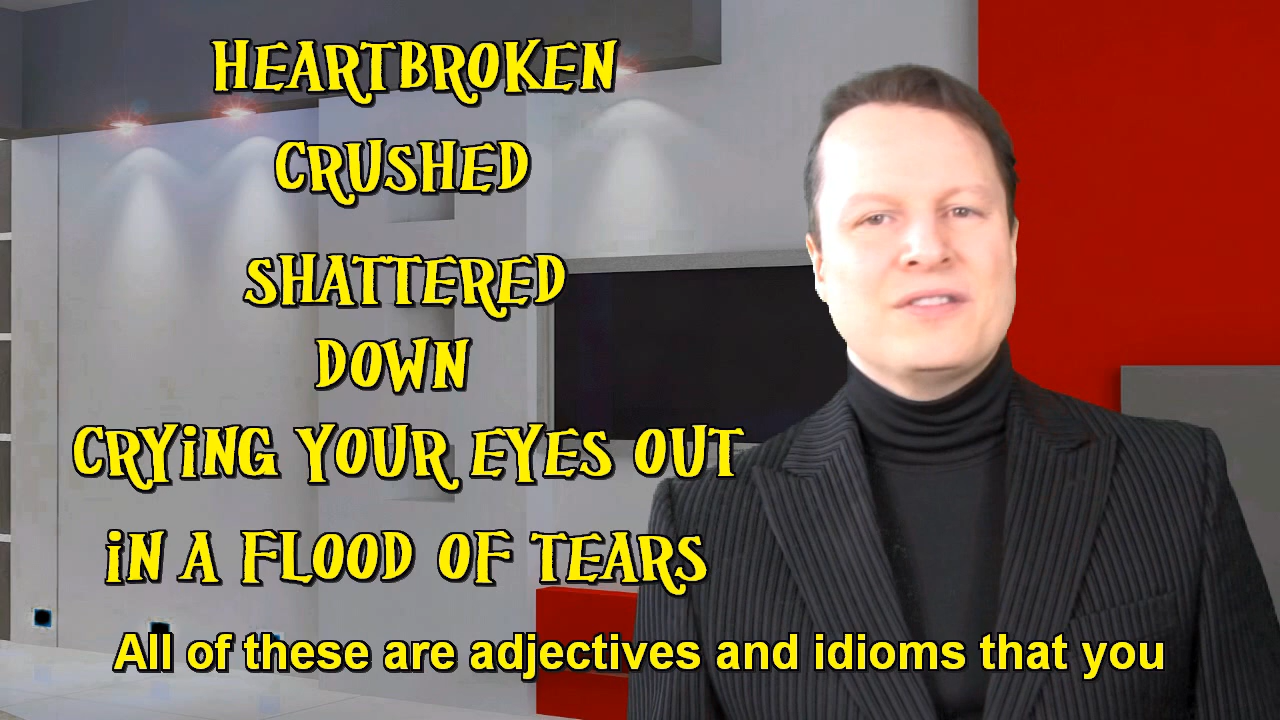 HEARTBROKEN
CRUSHED
SHATTERED
DOWN
CRYiNG YOUR EYES OUT
iN A FLOOD OF TEARS
All of these are adjectives and idioms that you